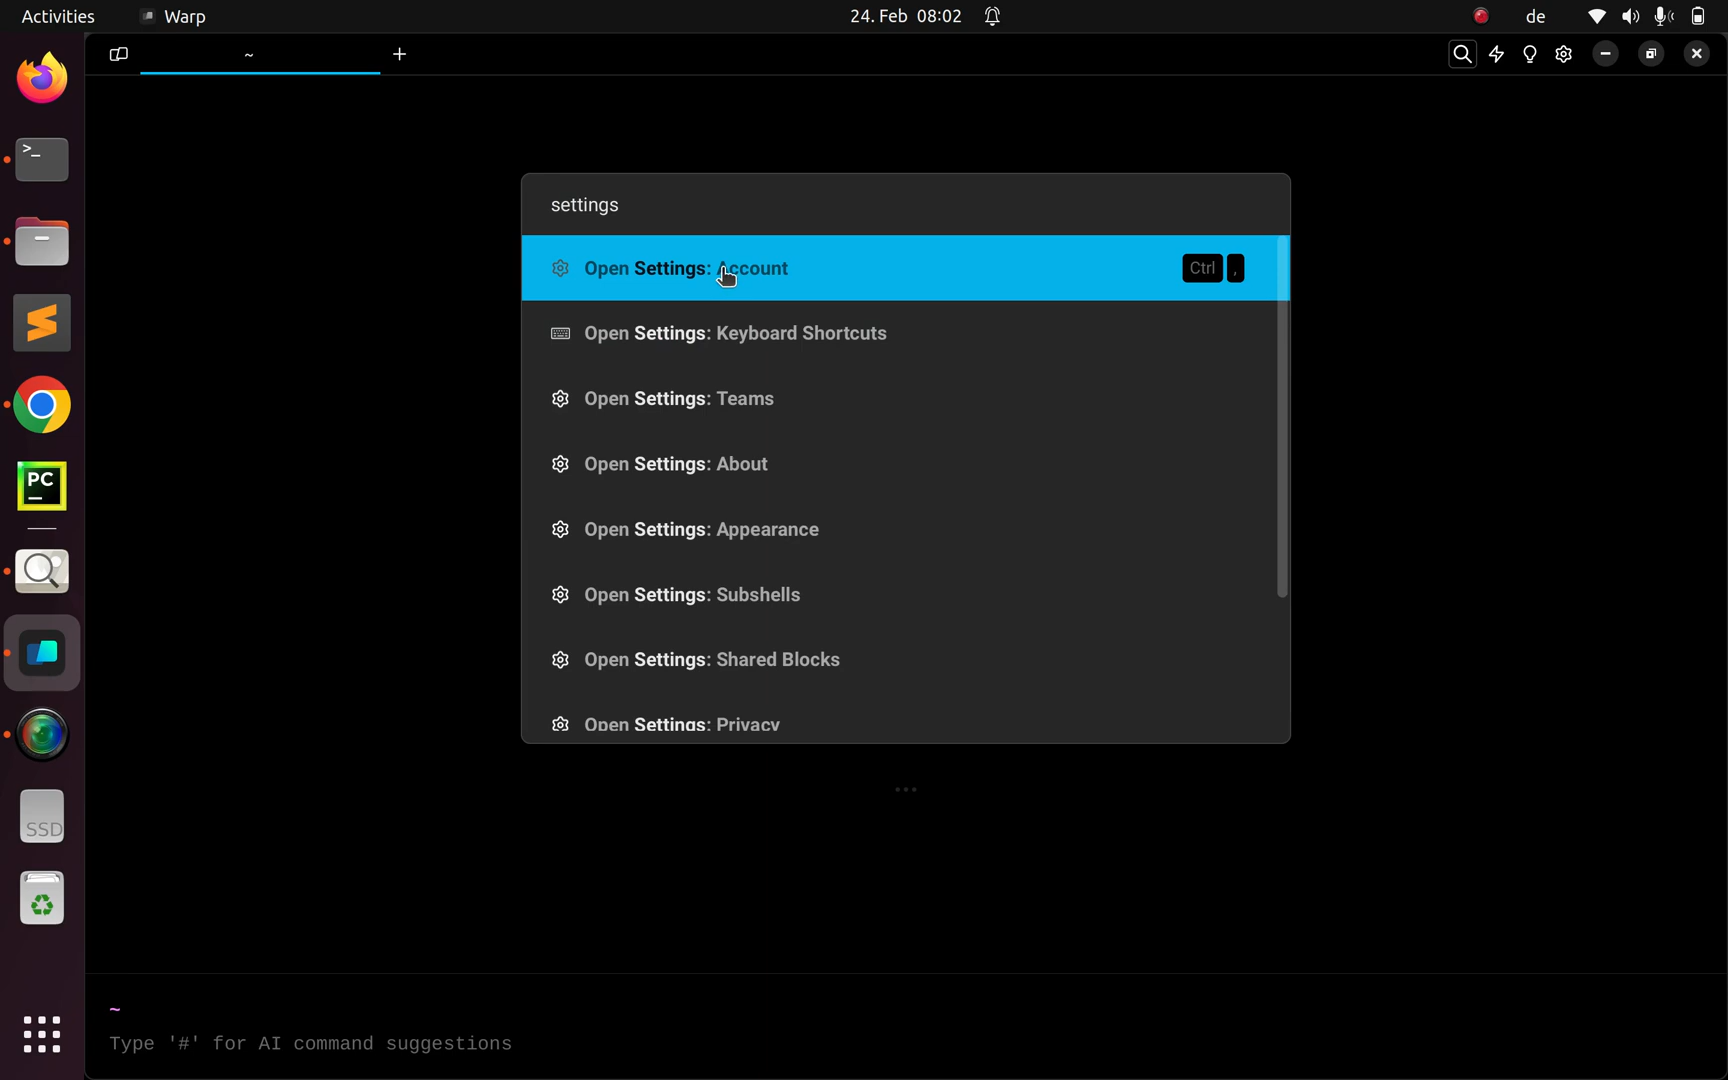 Activities Warp 24. Feb 08:02 de
~ +
>_
settings
Open Settings: Account Ctrl ,
Open Settings: Keyboard Shortcuts
Open Settings: Teams
Open Settings: About
PC
Open Settings: Appearance
Open Settings: Subshells
Open Settings: Shared Blocks
Open Settings: Privacy
SSD
~
Type '#' for AI command suggestions